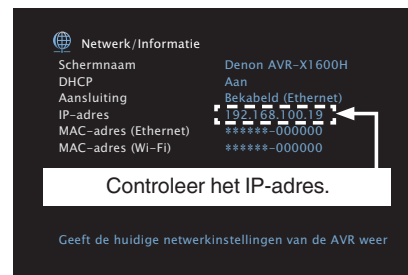 Netwerk/Informatie
Schermnaam Denon AVR-X1600H
DHCP Aan
Aansluiting Bekabeld (Ethernet)
IP-adres 192.168.100.19
MAC-adres (Ethernet) ******-000000
MAC-adres (Wi-Fi) ******-000000
Controleer het IP-adres.
Geeft de huidige netwerkinstellingen van de AVR weer